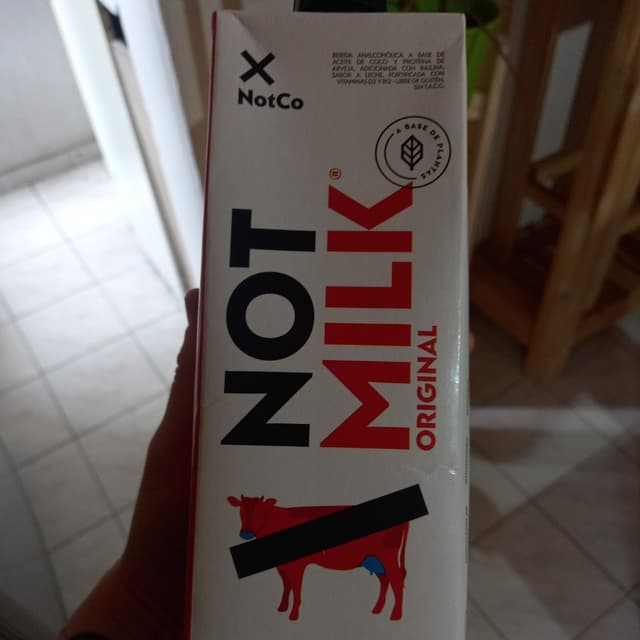 NotCo
BEBIDA ANALCOHÓLICA A BASE DE
ACEITE DE COCO Y PROTEÍNA DE
ARVEJA, ADICIONADA CON INULINA,
SABOR A LECHE, FORTIFICADA CON
VITAMINAS D2 Y B12 - LIBRE DE GLUTEN.
SIN T.A.C.C.
A BASE DE PLANTAS
NOT
MILK®
ORIGINAL